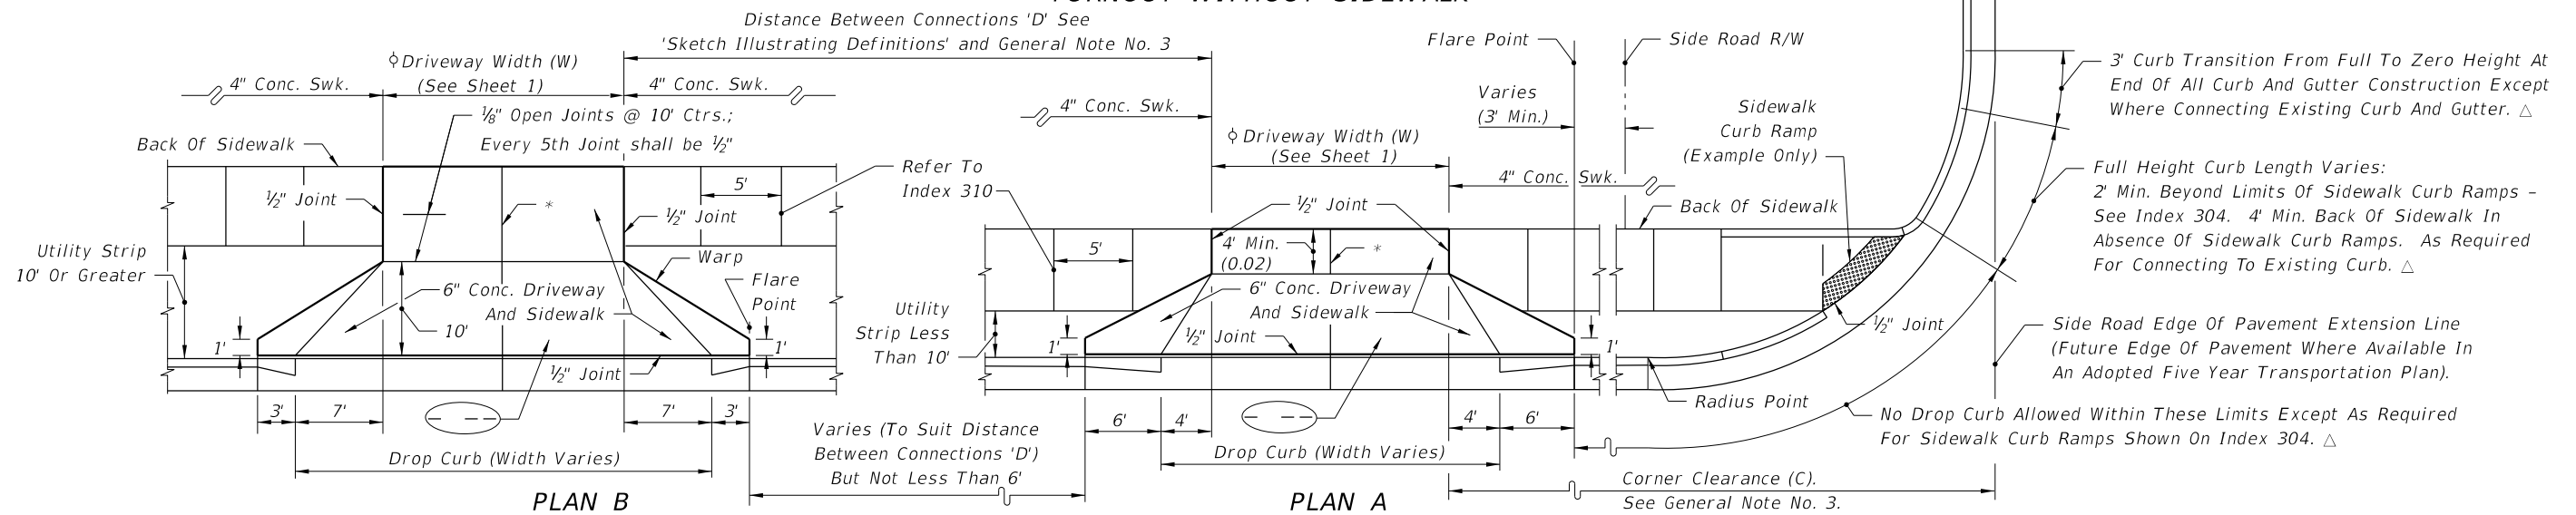 Distance Between Connections 'D' See
'Sketch Illustrating Definitions' and General Note No. 3
Driveway Width (W)
(See Sheet 1)
4" Conc. Swk.
4" Conc. Swk.
⅛" Open Joints @ 10' Ctrs.;
Every 5th Joint shall be ½"
Back Of Sidewalk
½" Joint
*
½" Joint
5'
Refer To
Index 310
Utility Strip
10' Or Greater
Warp
Flare
Point
6" Conc. Driveway
And Sidewalk
10'
1'
1'
½" Joint
3'
7'
7'
3'
Drop Curb (Width Varies)
PLAN B
Varies (To Suit Distance
Between Connections 'D')
But Not Less Than 6'
4" Conc. Swk.
Driveway Width (W)
(See Sheet 1)
4" Conc. Swk.
½" Joint
4' Min.
(0.02)
*
5'
6" Conc. Driveway
And Sidewalk
½" Joint
Utility
Strip Less
Than 10'
1'
1'
6'
4'
4'
6'
Drop Curb (Width Varies)
PLAN A
Flare Point
Side Road R/W
Varies
(3' Min.)
Sidewalk
Curb Ramp
(Example Only)
Back Of Sidewalk
½" Joint
Radius Point
Corner Clearance (C).
See General Note No. 3.
3' Curb Transition From Full To Zero Height At
End Of All Curb And Gutter Construction Except
Where Connecting Existing Curb And Gutter. △
Full Height Curb Length Varies:
2' Min. Beyond Limits Of Sidewalk Curb Ramps –
See Index 304. 4' Min. Back Of Sidewalk In
Absence Of Sidewalk Curb Ramps. As Required
For Connecting To Existing Curb. △
Side Road Edge Of Pavement Extension Line
(Future Edge Of Pavement Where Available In
An Adopted Five Year Transportation Plan).
No Drop Curb Allowed Within These Limits Except As Required
For Sidewalk Curb Ramps Shown On Index 304. △